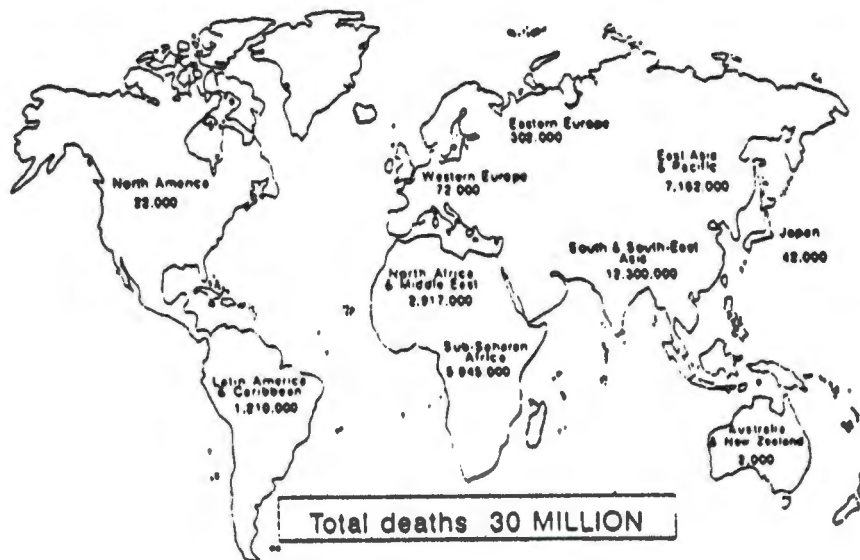 Eastern Europe
302.000
North America
22.000
Western Europe
72 000
East Asia
& Pacific
7.162.000
Japan
42,000
South & South-East
Asia
12.300.000
North Africa
& Middle East
2.917.000
Sub-Saharan
Africa
5 945.000
Latin America
& Caribbean
1.210.000
Australia
& New Zealand
2,000
Total deaths 30 MILLION